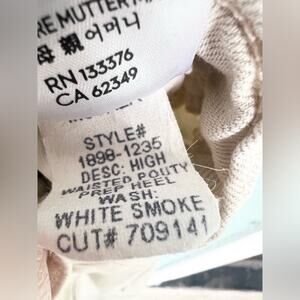 RE MUTTER MA
母親 어머니
RN 133376
CA 62349
STYLE#
1898-1235
DESC: HIGH
WAISTED POUTY
PREP HEEL
WASH:
WHITE SMOKE
CUT# 709141